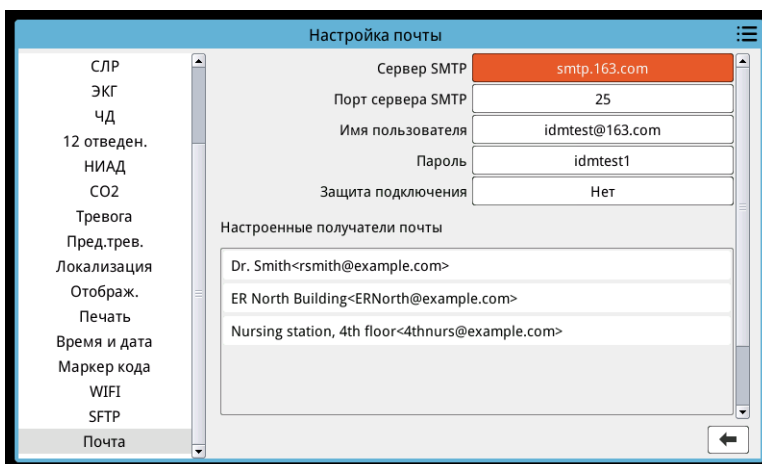 Настройка почты
СЛР
ЭКГ
ЧД
12 отведен.
НИАД
CO2
Тревога
Пред.трев.
Локализация
Отображ.
Печать
Время и дата
Маркер кода
WIFI
SFTP
Почта
Сервер SMTP smtp.163.com
Порт сервера SMTP 25
Имя пользователя idmtest@163.com
Пароль idmtest1
Защита подключения Нет
Настроенные получатели почты
Dr. Smith<rsmith@example.com>
ER North Building<ERNorth@example.com>
Nursing station, 4th floor<4thnurs@example.com>